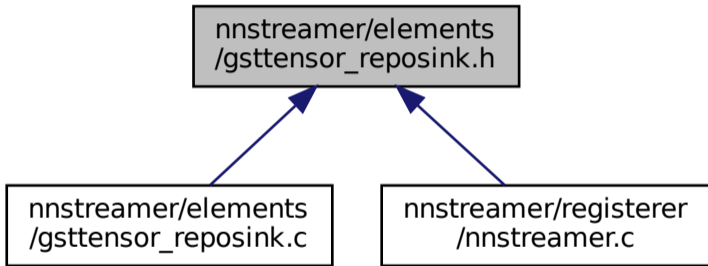 nnstreamer/elements
/gsttensor_reposink.h
nnstreamer/elements
/gsttensor_reposink.c
nnstreamer/registerer
/nnstreamer.c